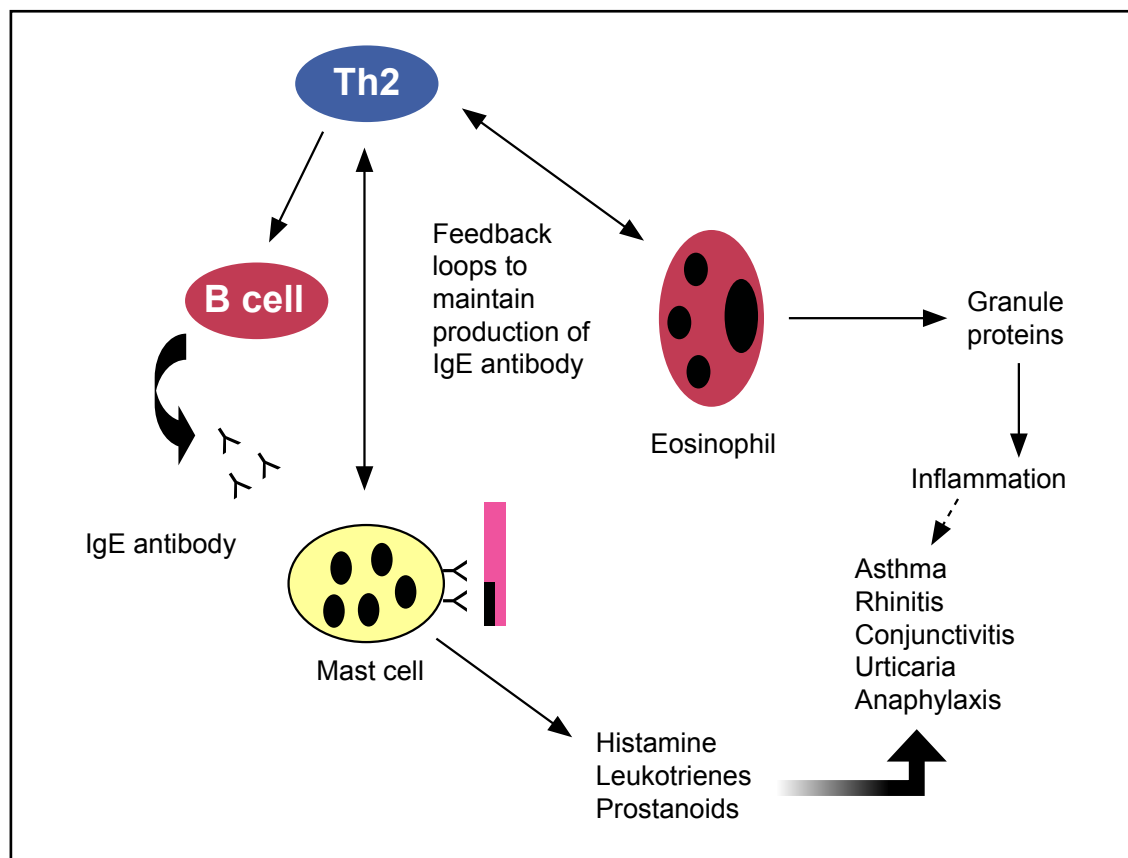 Th2
B cell
Feedback
loops to
maintain
production of
IgE antibody
Granule
proteins
Eosinophil
Inflammation
IgE antibody
Asthma
Rhinitis
Conjunctivitis
Urticaria
Anaphylaxis
Mast cell
Histamine
Leukotrienes
Prostanoids